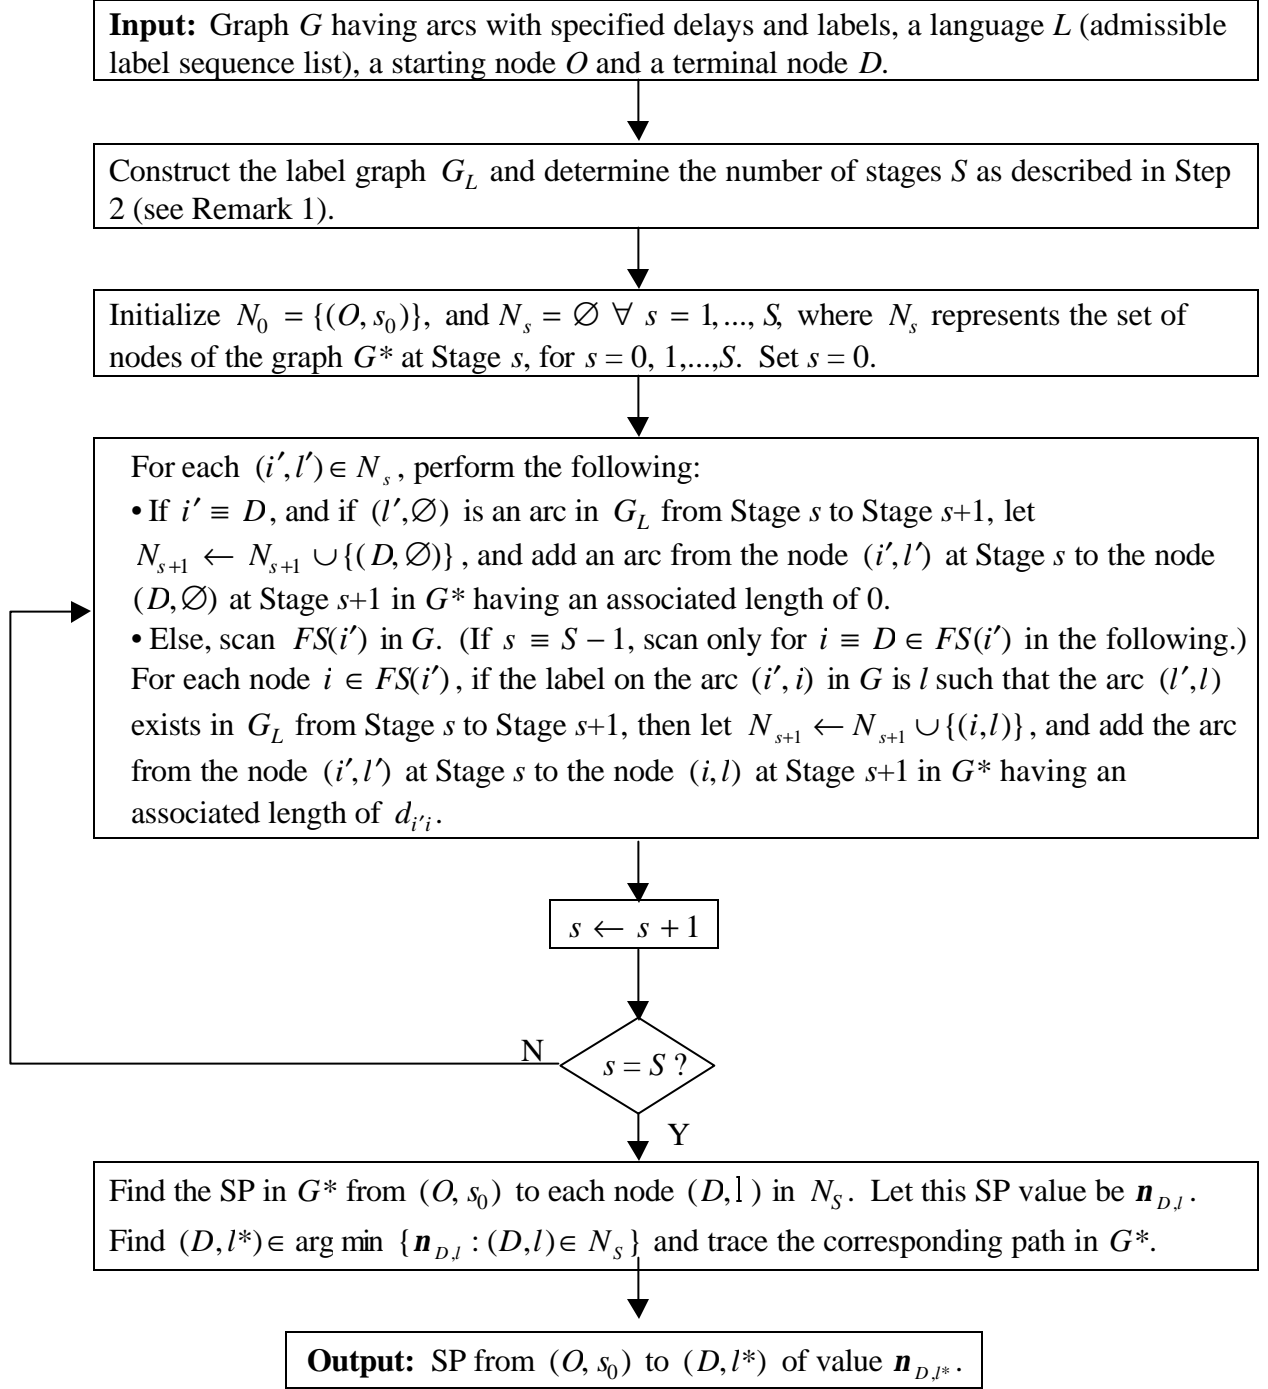 Input: Graph G having arcs with specified delays and labels, a language L (admissible
label sequence list), a starting node O and a terminal node D.
Construct the label graph G_L and determine the number of stages S as described in Step
2 (see Remark 1).
Initialize N_0 = {(O, s_0)}, and N_s = ∅ ∀ s = 1,..., S, where N_s represents the set of
nodes of the graph G* at Stage s, for s = 0, 1,...,S. Set s = 0.
For each (i′, l′) ∈ N_s, perform the following:
• If i′ ≡ D, and if (l′, ∅) is an arc in G_L from Stage s to Stage s+1, let
N_{s+1} ← N_{s+1} ∪ {(D, ∅)}, and add an arc from the node (i′, l′) at Stage s to the node
(D, ∅) at Stage s+1 in G* having an associated length of 0.
• Else, scan FS(i′) in G. (If s ≡ S − 1, scan only for i ≡ D ∈ FS(i′) in the following.)
For each node i ∈ FS(i′), if the label on the arc (i′, i) in G is l such that the arc (l′, l)
exists in G_L from Stage s to Stage s+1, then let N_{s+1} ← N_{s+1} ∪ {(i, l)}, and add the arc
from the node (i′, l′) at Stage s to the node (i, l) at Stage s+1 in G* having an
associated length of d_{i′i}.
s ← s + 1
N
s = S ?
Y
Find the SP in G* from (O, s_0) to each node (D, l) in N_S. Let this SP value be n_{D,l}.
Find (D, l*) ∈ arg min {n_{D,l} : (D, l) ∈ N_S} and trace the corresponding path in G*.
Output: SP from (O, s_0) to (D, l*) of value n_{D,l*}.